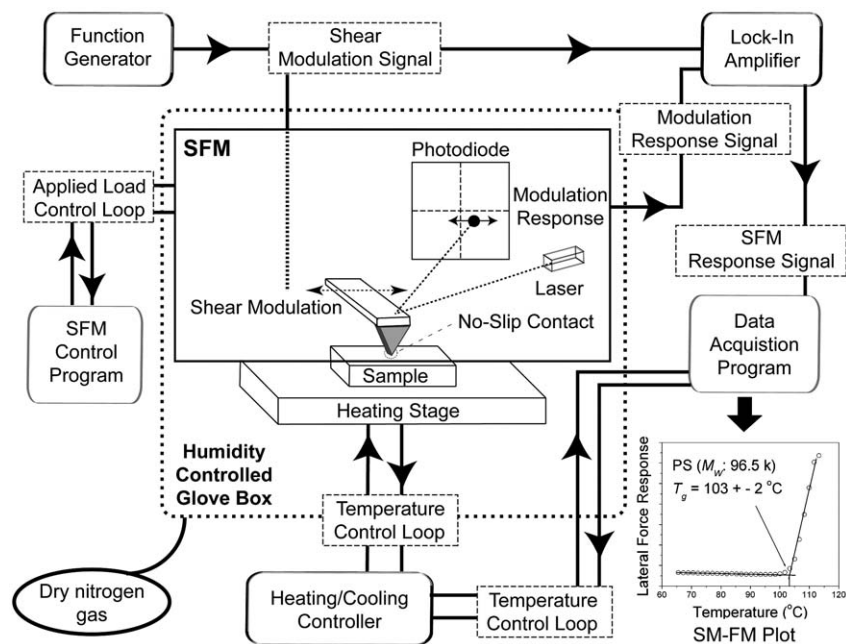 Function
Generator
Shear
Modulation Signal
Lock-In
Amplifier
Modulation
Response Signal
SFM
Photodiode
Modulation
Response
Applied Load
Control Loop
SFM
Response Signal
Laser
Shear Modulation
No-Slip Contact
SFM
Control
Program
Data
Acquistion
Program
Sample
Heating Stage
Humidity
Controlled
Glove Box
Temperature
Control Loop
Dry nitrogen
gas
Heating/Cooling
Controller
Temperature
Control Loop
Lateral Force Response
PS (Mw: 96.5 k)
Tg = 103 + - 2 °C
60 70 80 90 100 110 120
Temperature (°C)
SM-FM Plot